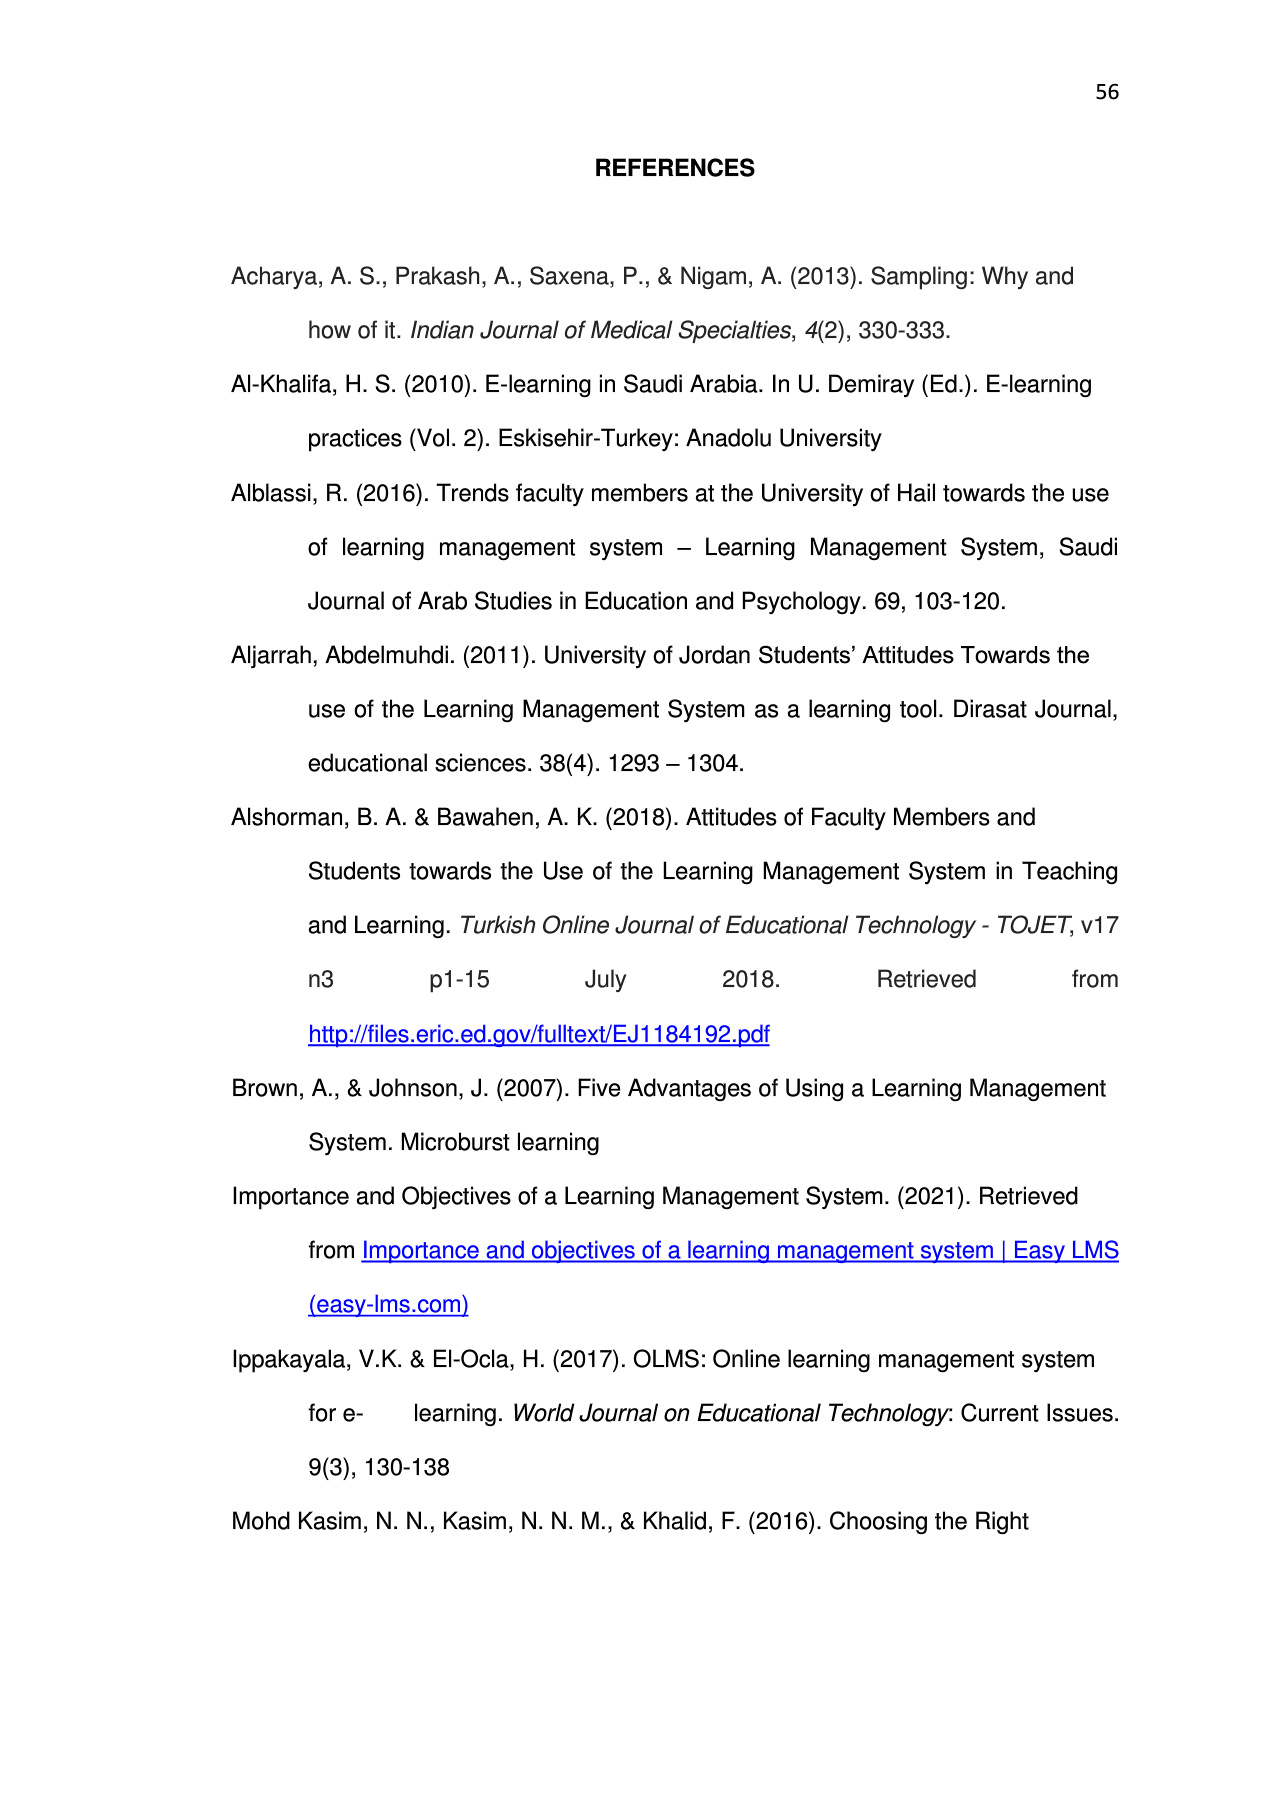 56
REFERENCES
Acharya, A. S., Prakash, A., Saxena, P., & Nigam, A. (2013). Sampling: Why and
how of it. Indian Journal of Medical Specialties, 4(2), 330-333.
Al-Khalifa, H. S. (2010). E-learning in Saudi Arabia. In U. Demiray (Ed.). E-learning
practices (Vol. 2). Eskisehir-Turkey: Anadolu University
Alblassi, R. (2016). Trends faculty members at the University of Hail towards the use
of learning management system – Learning Management System, Saudi
Journal of Arab Studies in Education and Psychology. 69, 103-120.
Aljarrah, Abdelmuhdi. (2011). University of Jordan Students’ Attitudes Towards the
use of the Learning Management System as a learning tool. Dirasat Journal,
educational sciences. 38(4). 1293 – 1304.
Alshorman, B. A. & Bawahen, A. K. (2018). Attitudes of Faculty Members and
Students towards the Use of the Learning Management System in Teaching
and Learning. Turkish Online Journal of Educational Technology - TOJET, v17
n3 p1-15 July 2018. Retrieved from
http://files.eric.ed.gov/fulltext/EJ1184192.pdf
Brown, A., & Johnson, J. (2007). Five Advantages of Using a Learning Management
System. Microburst learning
Importance and Objectives of a Learning Management System. (2021). Retrieved
from Importance and objectives of a learning management system | Easy LMS
(easy-lms.com)
Ippakayala, V.K. & El-Ocla, H. (2017). OLMS: Online learning management system
for e- learning. World Journal on Educational Technology: Current Issues.
9(3), 130-138
Mohd Kasim, N. N., Kasim, N. N. M., & Khalid, F. (2016). Choosing the Right